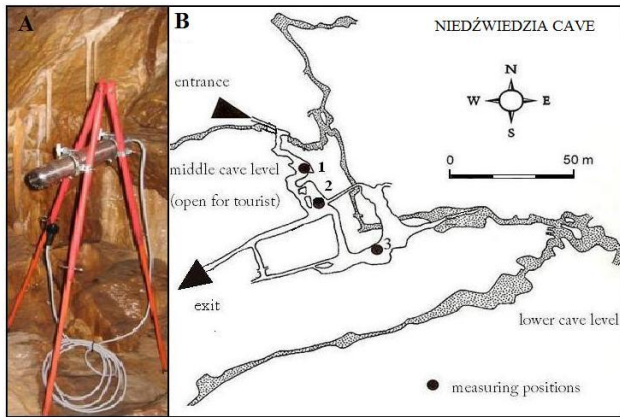 A
B
NIEDŹWIEDZIA CAVE
entrance
N
W E
S
0 50 m
middle cave level
1
(open for tourist)
2
3
exit
lower cave level
measuring positions